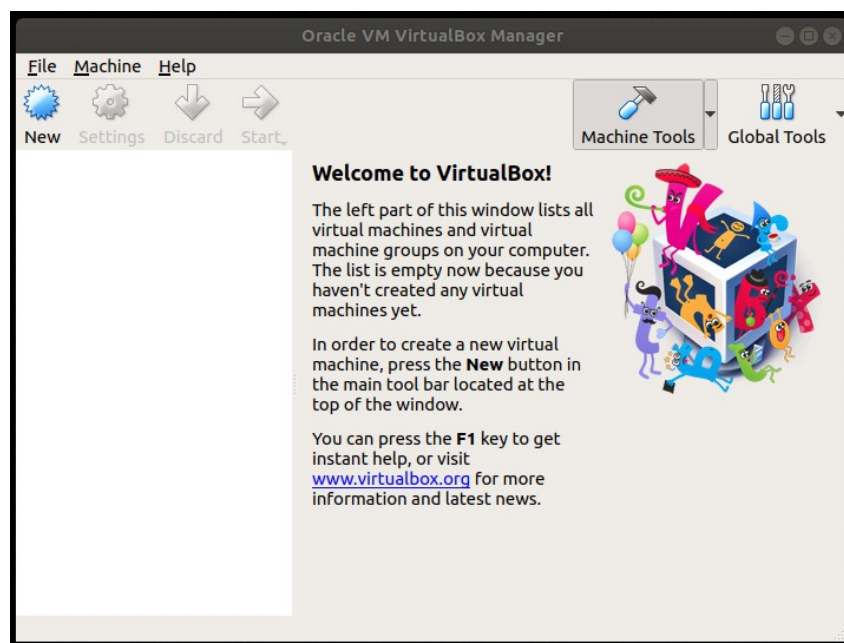 Oracle VM VirtualBox Manager
File Machine Help
New Settings Discard Start
Machine Tools Global Tools
Welcome to VirtualBox!
The left part of this window lists all
virtual machines and virtual
machine groups on your computer.
The list is empty now because you
haven't created any virtual
machines yet.
In order to create a new virtual
machine, press the New button in
the main tool bar located at the
top of the window.
You can press the F1 key to get
instant help, or visit
www.virtualbox.org for more
information and latest news.